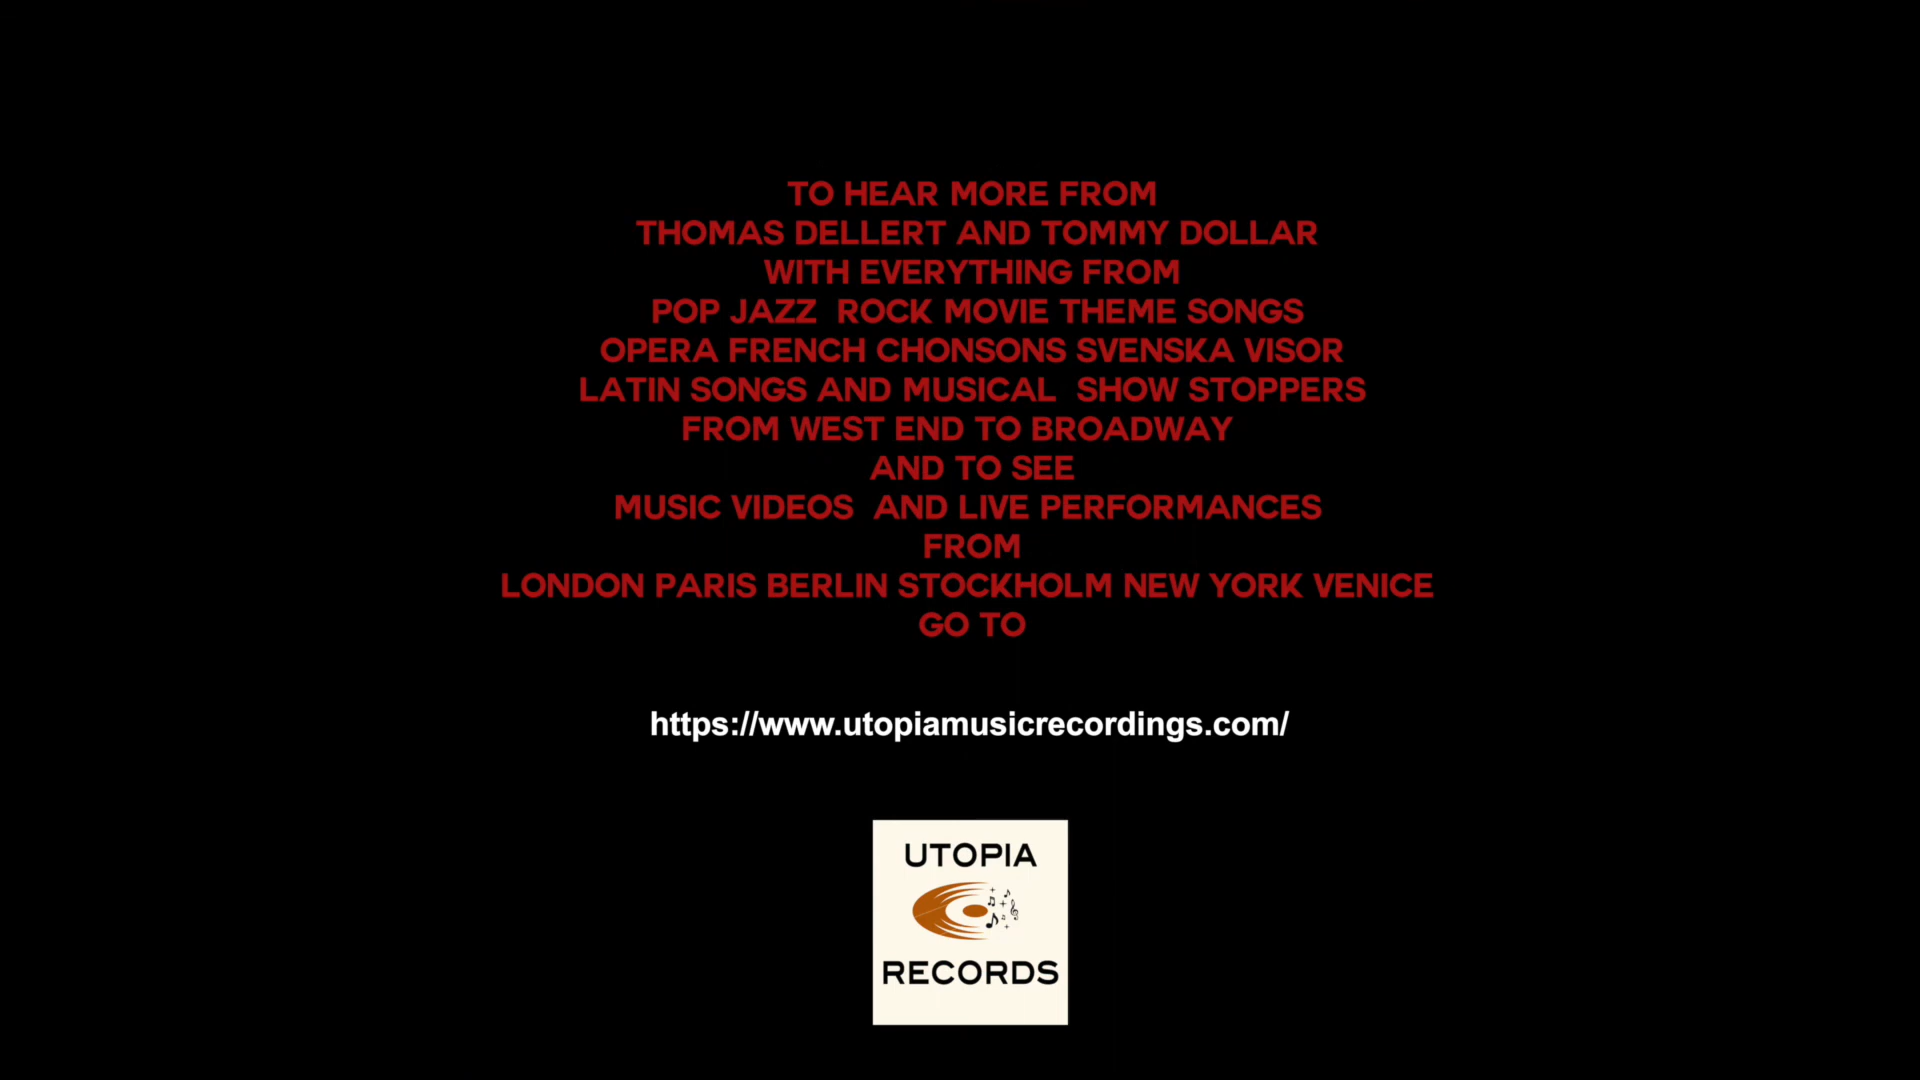 TO HEAR MORE FROM
THOMAS DELLERT AND TOMMY DOLLAR
WITH EVERYTHING FROM
POP JAZZ  ROCK MOVIE THEME SONGS
OPERA FRENCH CHONSONS SVENSKA VISOR
LATIN SONGS AND MUSICAL  SHOW STOPPERS
FROM WEST END TO BROADWAY
AND TO SEE
MUSIC VIDEOS  AND LIVE PERFORMANCES
FROM
LONDON PARIS BERLIN STOCKHOLM NEW YORK VENICE
GO TO
https://www.utopiamusicrecordings.com/
UTOPIA
RECORDS